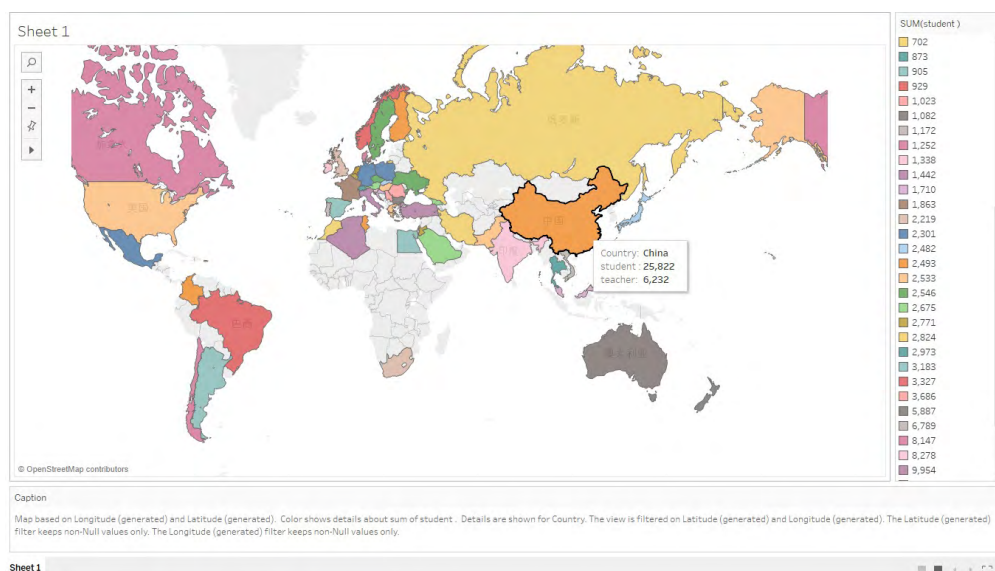 Sheet 1
SUM(student )
702
873
905
929
1,023
1,082
1,172
1,252
1,338
1,442
1,710
1,863
2,219
2,301
2,482
2,493
2,533
2,546
2,675
2,771
2,824
2,973
3,183
3,327
3,686
5,887
6,789
8,147
8,278
9,954
美国
中国
巴西
Country: China
student : 25,822
teacher: 6,232
© OpenStreetMap contributors
Caption
Map based on Longitude (generated) and Latitude (generated).  Color shows details about sum of student .  Details are shown for Country. The view is filtered on Latitude (generated) and Longitude (generated). The Latitude (generated)
filter keeps non-Null values only. The Longitude (generated) filter keeps non-Null values only.
Sheet 1